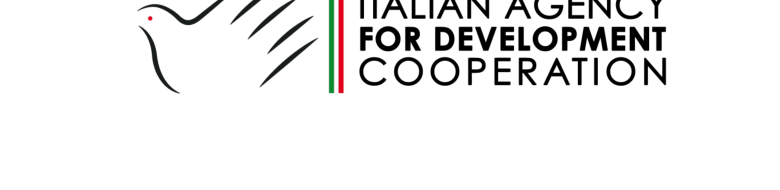 ITALIAN AGENCY
FOR DEVELOPMENT
COOPERATION